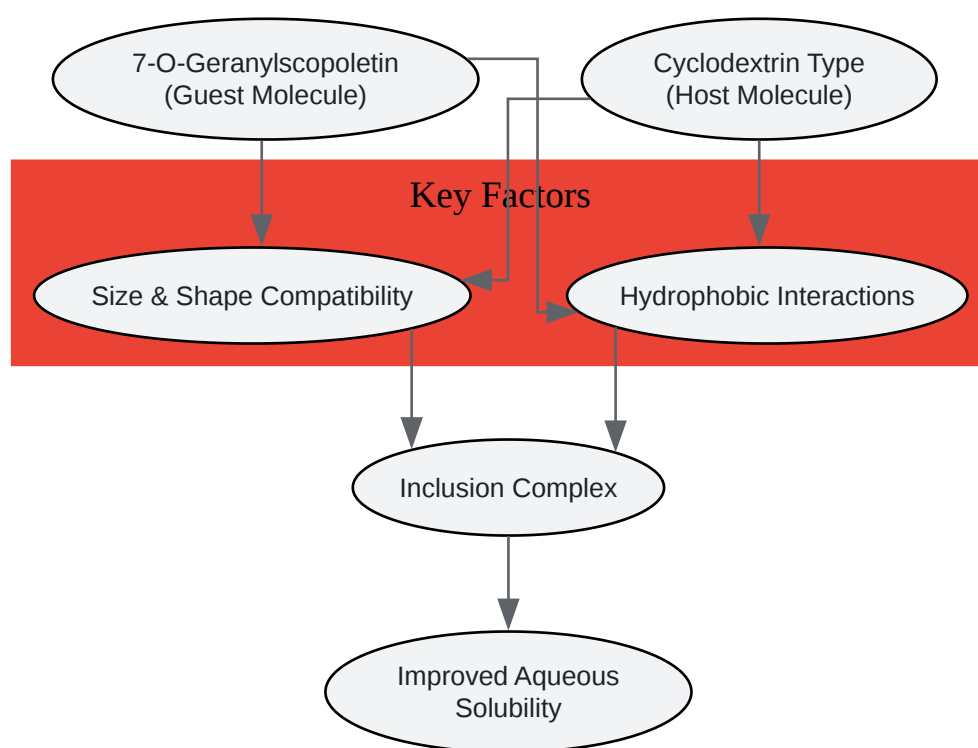 7-O-Geranylscopoletin
(Guest Molecule)
Cyclodextrin Type
(Host Molecule)
Key Factors
Size & Shape Compatibility
Hydrophobic Interactions
Inclusion Complex
Improved Aqueous
Solubility